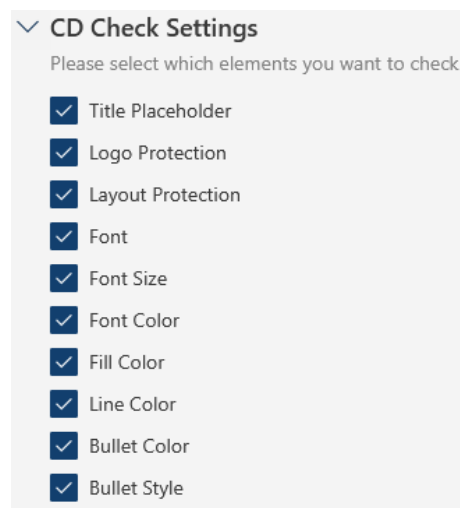 CD Check Settings
Please select which elements you want to check
Title Placeholder
Logo Protection
Layout Protection
Font
Font Size
Font Color
Fill Color
Line Color
Bullet Color
Bullet Style